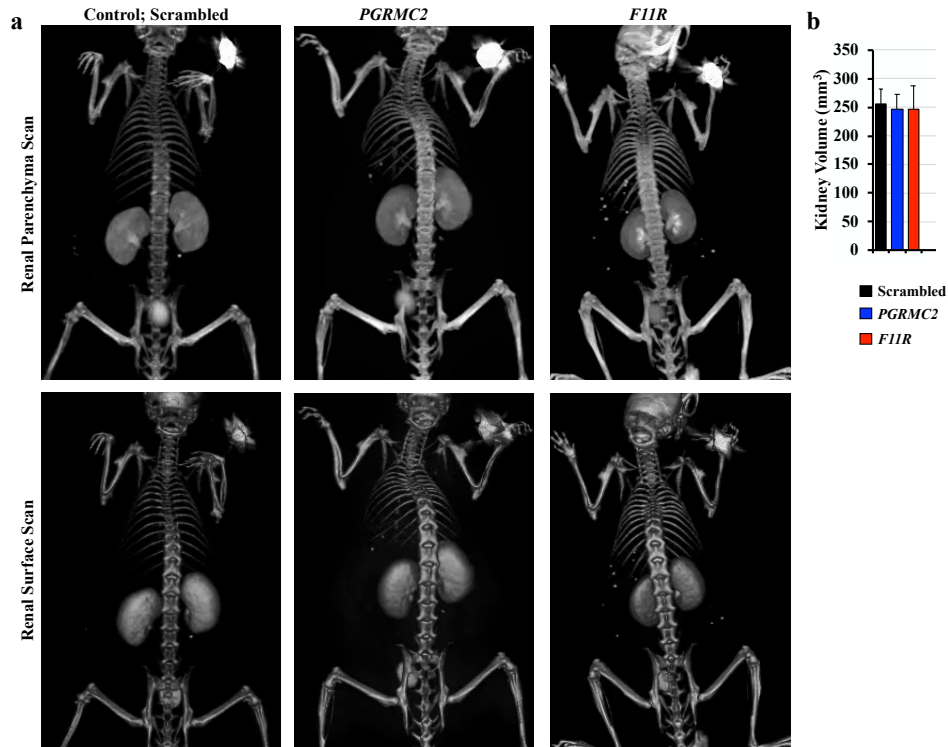 a
Control; Scrambled
PGRMC2
F11R
b
Renal Parenchyma Scan
Renal Surface Scan
Kidney Volume (mm³)
350
300
250
200
150
100
50
0
Scrambled
PGRMC2
F11R